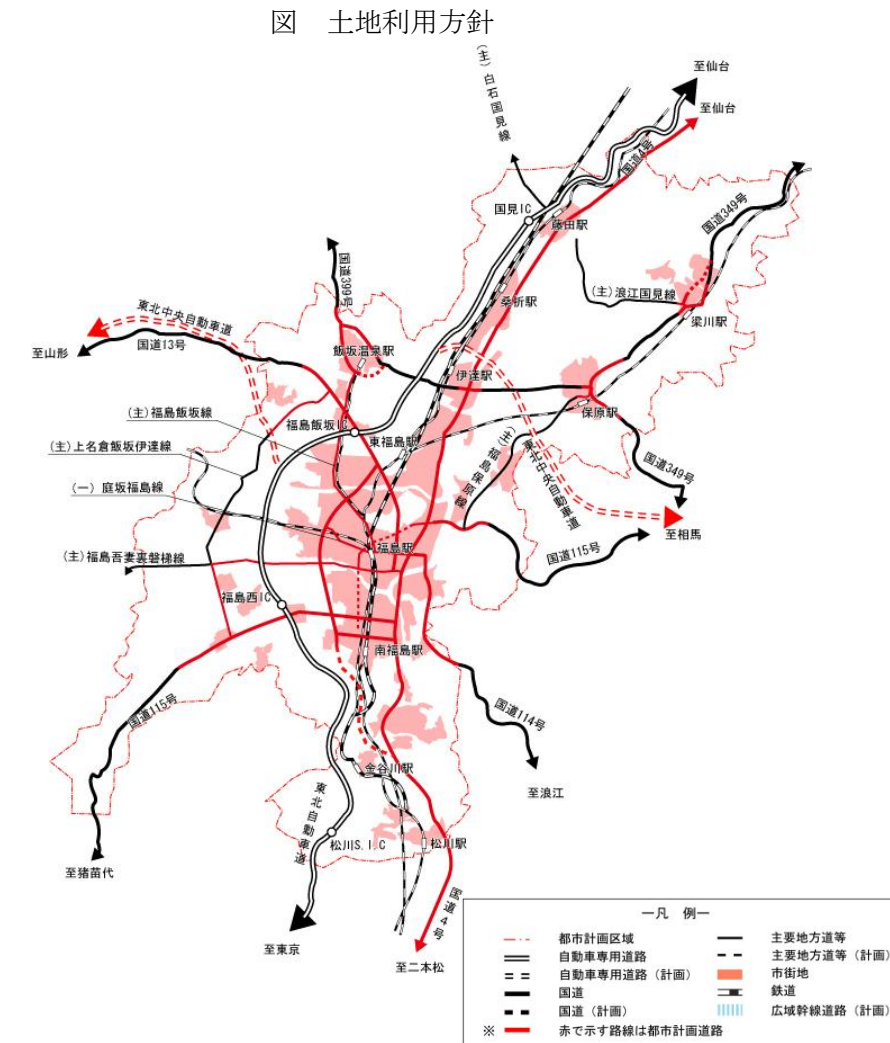 図　土地利用方針
(主)白石国見線
至仙台
至仙台
国道4号
国見IC
藤田駅
国道349号
国道399号
(主)浪江国見線
桑折駅
東北中央自動車道
梁川駅
国道13号
至山形
飯坂温泉駅
伊達駅
(主)福島飯坂線
保原駅
福島飯坂IC
東福島駅
(主)上名倉飯坂伊達線
(主)福島保原線
東北中央自動車道
国道349号
(一)庭坂福島線
至相馬
福島駅
(主)福島吾妻裏磐梯線
国道115号
福島西IC
南福島駅
国道115号
国道114号
金谷川駅
至浪江
東北自動車道
松川S.I.C
松川駅
至猪苗代
国道4号
至東京
至二本松
－凡　例－
都市計画区域
自動車専用道路
自動車専用道路（計画）
国道
国道（計画）
※ 赤で示す路線は都市計画道路
主要地方道等
主要地方道等（計画）
市街地
鉄道
広域幹線道路（計画）